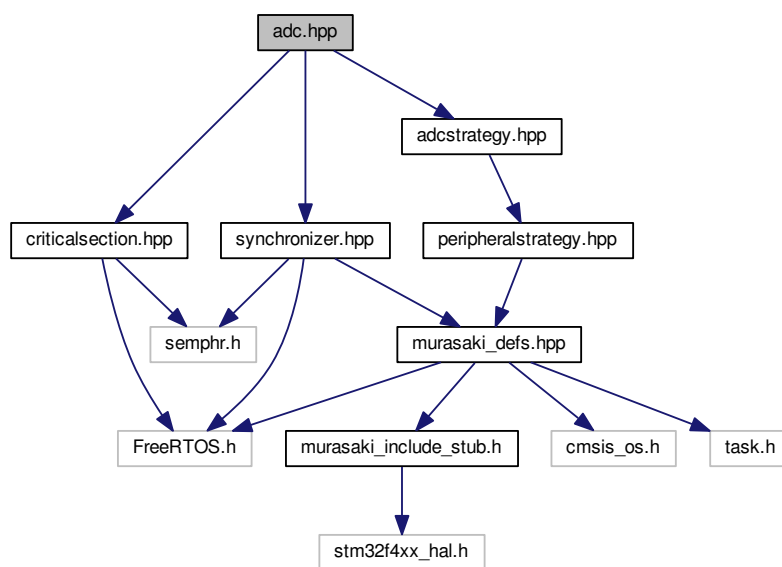 adc.hpp
adcstrategy.hpp
criticalsection.hpp
synchronizer.hpp
peripheralstrategy.hpp
semphr.h
murasaki_defs.hpp
FreeRTOS.h
murasaki_include_stub.h
cmsis_os.h
task.h
stm32f4xx_hal.h